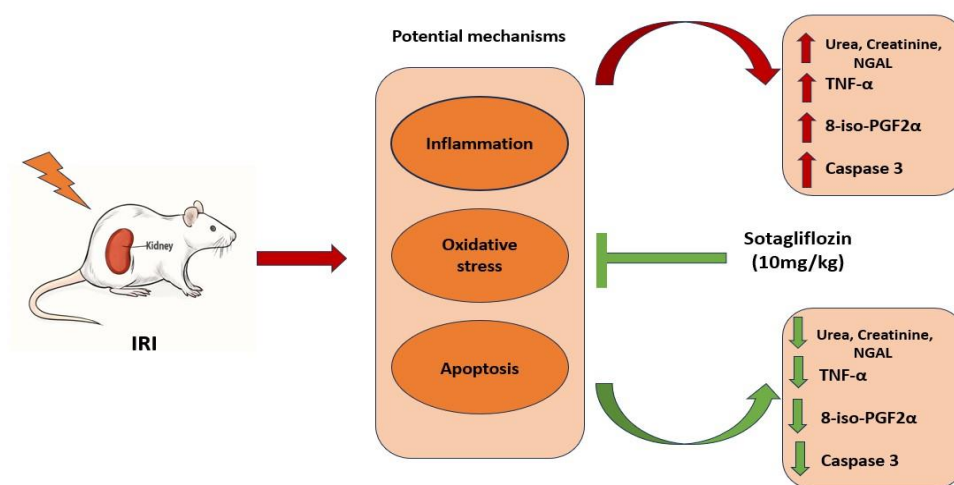 Potential mechanisms
Inflammation
Oxidative
stress
Apoptosis
Kidney
IRI
Urea, Creatinine,
NGAL
TNF-α
8-iso-PGF2α
Caspase 3
Sotagliflozin
(10mg/kg)
Urea, Creatinine,
NGAL
TNF-α
8-iso-PGF2α
Caspase 3